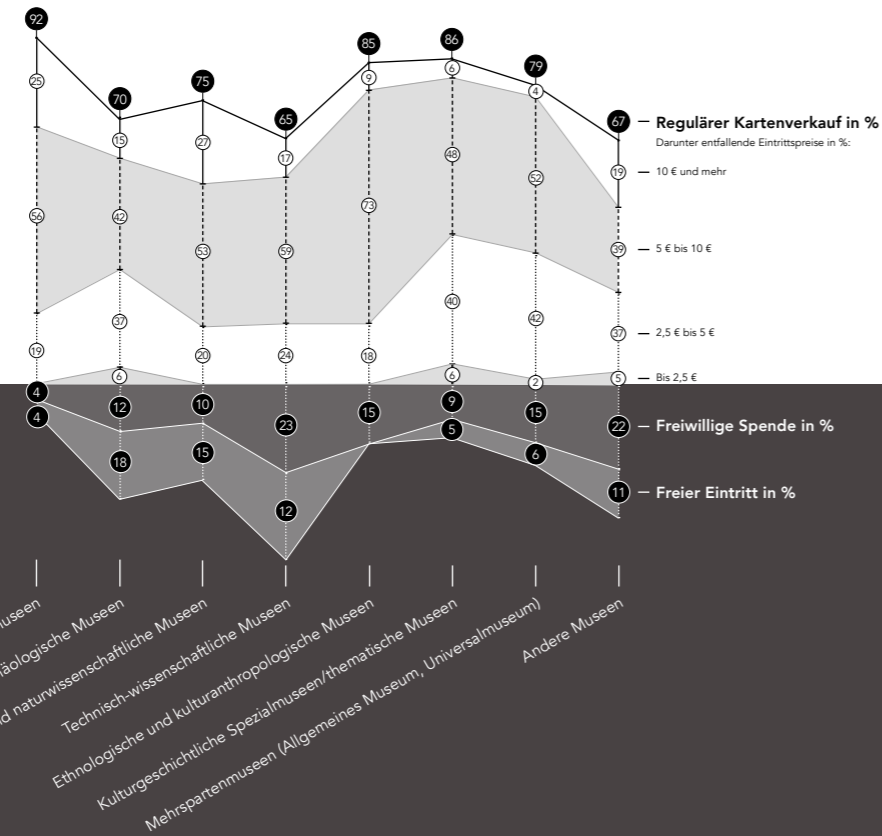 92 70 75 65 85 86 79 67
Regulärer Kartenverkauf in %
Darunter entfallende Eintrittspreise in %:
25 15 27 17 9 6 4 19
10 € und mehr
56 42 53 59 73 48 52 39
5 € bis 10 €
19 37 20 24 18 40 42 37
2,5 € bis 5 €
6 6 2 5
Bis 2,5 €
4 12 10 23 15 9 15 22
Freiwillige Spende in %
4 18 15 12 5 6 11
Freier Eintritt in %
naturwissenschaftliche Museen
Technisch-wissenschaftliche Museen
Ethnologische und kulturanthropologische Museen
Kulturgeschichtliche Spezialmuseen/thematische Museen
Mehrspartenmuseen (Allgemeines Museum, Universalmuseum)
Andere Museen